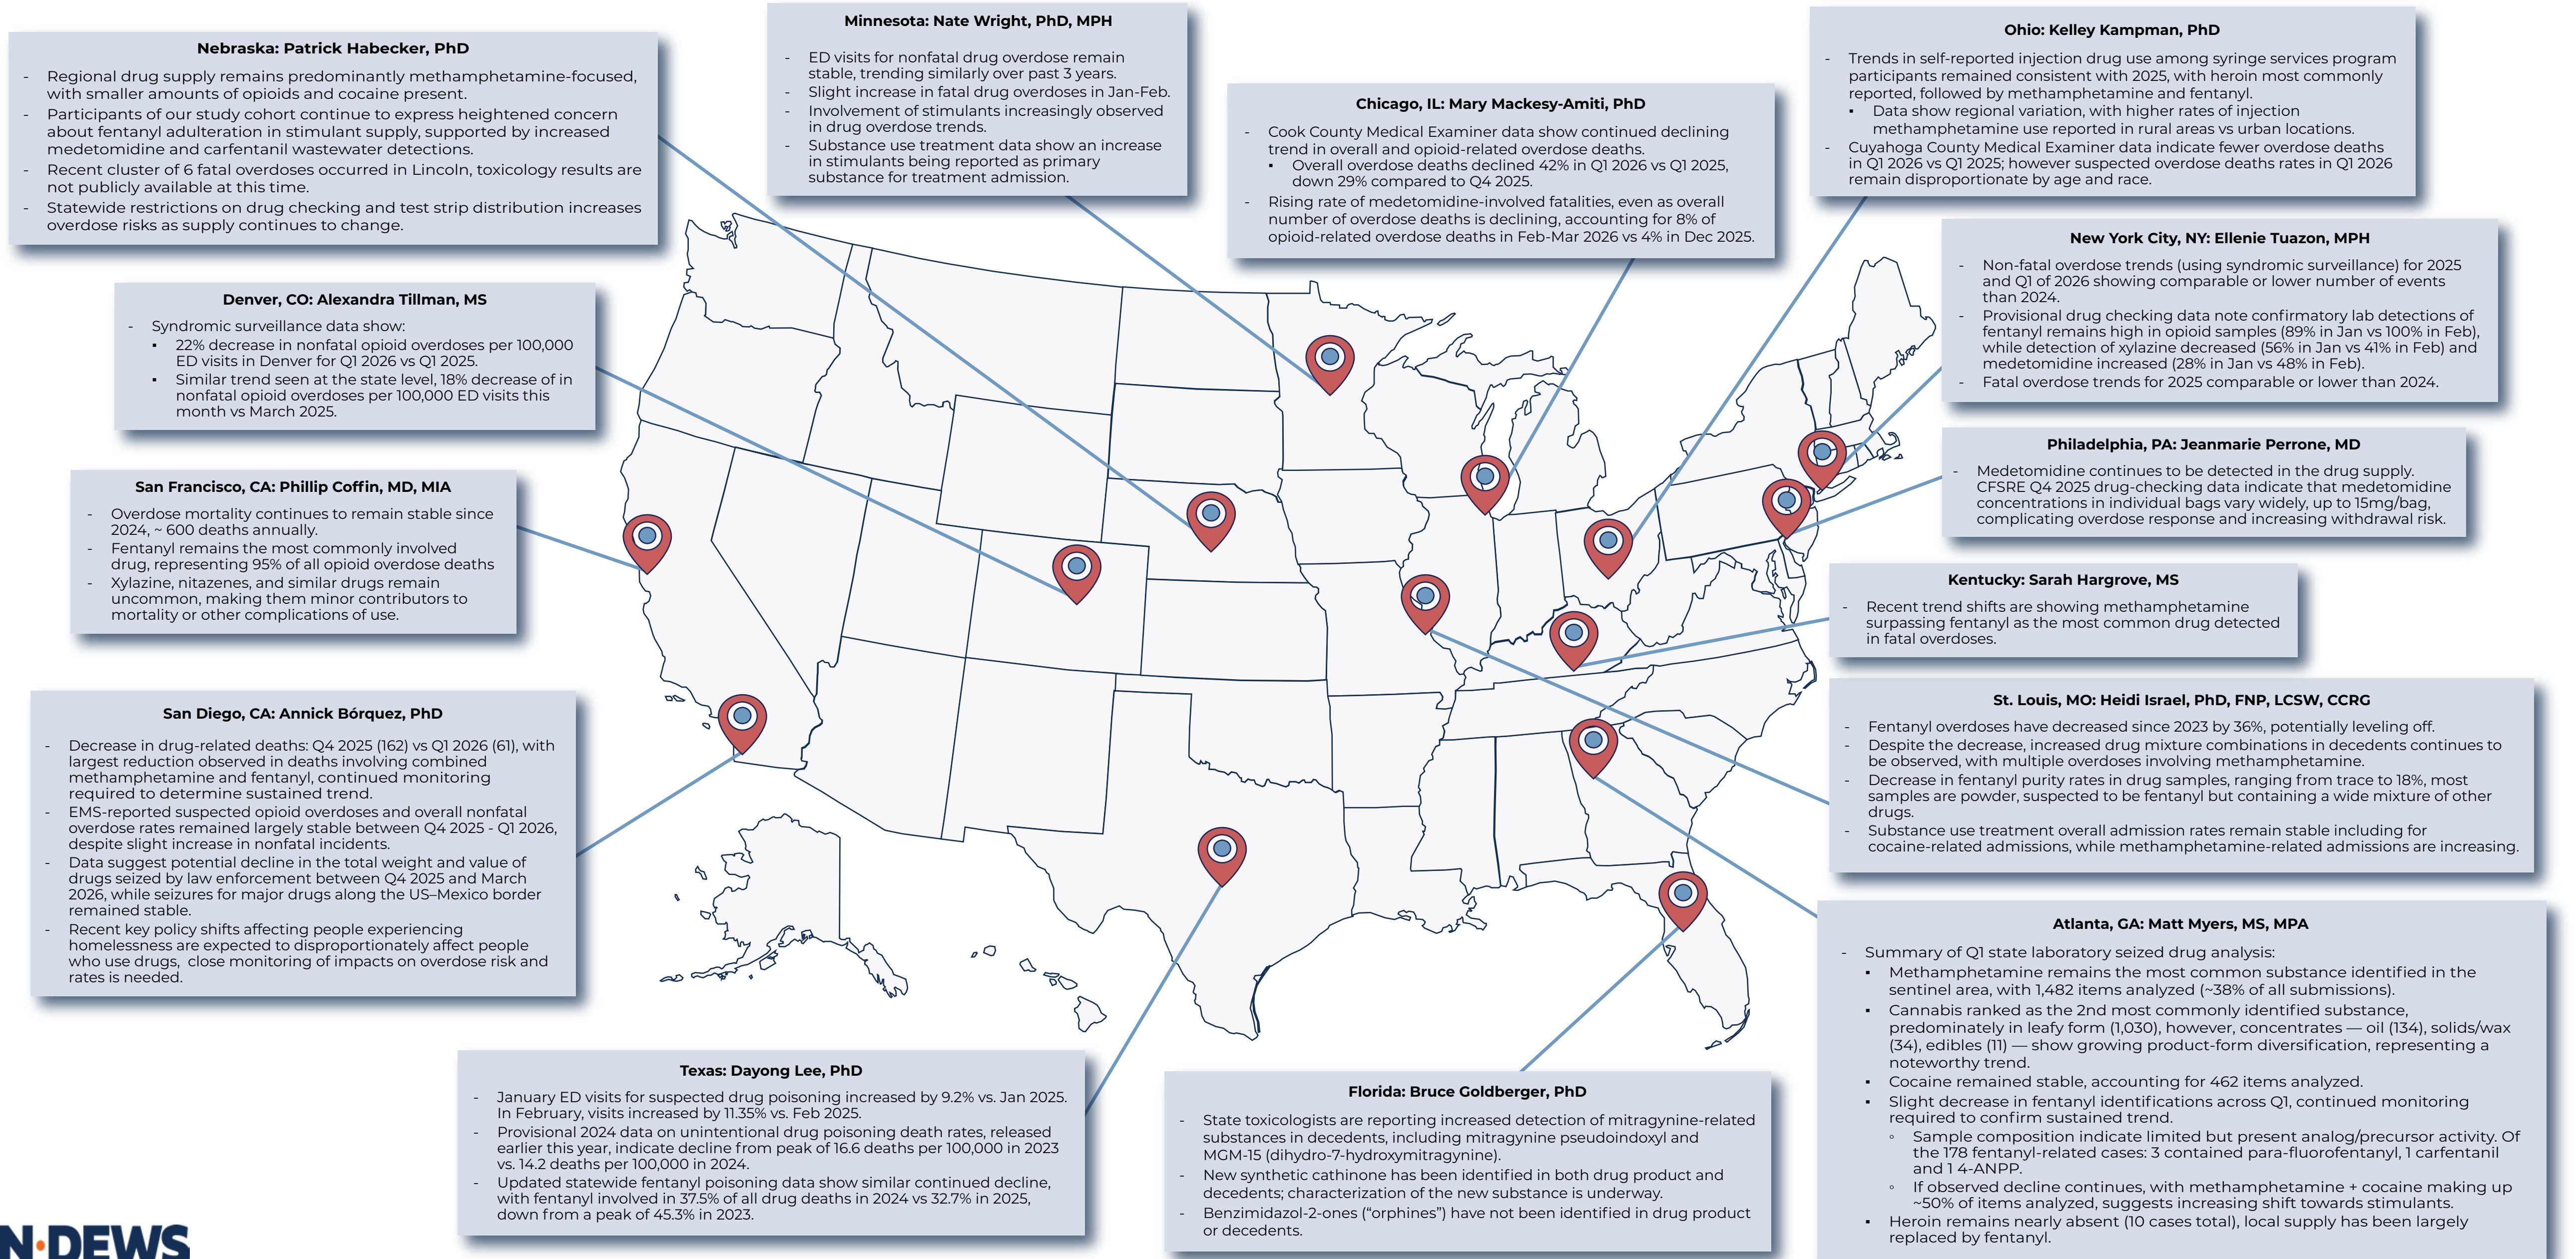 Nebraska: Patrick Habecker, PhD
- Regional drug supply remains predominantly methamphetamine-focused,
with smaller amounts of opioids and cocaine present.
- Participants of our study cohort continue to express heightened concern
about fentanyl adulteration in stimulant supply, supported by increased
medetomidine and carfentanil wastewater detections.
- Recent cluster of 6 fatal overdoses occurred in Lincoln, toxicology results are
not publicly available at this time.
- Statewide restrictions on drug checking and test strip distribution increases
overdose risks as supply continues to change.
Minnesota: Nate Wright, PhD, MPH
- ED visits for nonfatal drug overdose remain
stable, trending similarly over past 3 years.
- Slight increase in fatal drug overdoses in Jan-Feb.
- Involvement of stimulants increasingly observed
in drug overdose trends.
- Substance use treatment data show an increase
in stimulants being reported as primary
substance for treatment admission.
Chicago, IL: Mary Mackesy-Amiti, PhD
- Cook County Medical Examiner data show continued declining
trend in overall and opioid-related overdose deaths.
▪ Overall overdose deaths declined 42% in Q1 2026 vs Q1 2025,
down 29% compared to Q4 2025.
- Rising rate of medetomidine-involved fatalities, even as overall
number of overdose deaths is declining, accounting for 8% of
opioid-related overdose deaths in Feb-Mar 2026 vs 4% in Dec 2025.
Ohio: Kelley Kampman, PhD
- Trends in self-reported injection drug use among syringe services program
participants remained consistent with 2025, with heroin most commonly
reported, followed by methamphetamine and fentanyl.
▪ Data show regional variation, with higher rates of injection
methamphetamine use reported in rural areas vs urban locations.
- Cuyahoga County Medical Examiner data indicate fewer overdose deaths
in Q1 2026 vs Q1 2025; however suspected overdose deaths rates in Q1 2026
remain disproportionate by age and race.
New York City, NY: Ellenie Tuazon, MPH
- Non-fatal overdose trends (using syndromic surveillance) for 2025
and Q1 of 2026 showing comparable or lower number of events
than 2024.
- Provisional drug checking data note confirmatory lab detections of
fentanyl remains high in opioid samples (89% in Jan vs 100% in Feb),
while detection of xylazine decreased (56% in Jan vs 41% in Feb) and
medetomidine increased (28% in Jan vs 48% in Feb).
- Fatal overdose trends for 2025 comparable or lower than 2024.
Denver, CO: Alexandra Tillman, MS
- Syndromic surveillance data show:
▪ 22% decrease in nonfatal opioid overdoses per 100,000
ED visits in Denver for Q1 2026 vs Q1 2025.
▪ Similar trend seen at the state level, 18% decrease of in
nonfatal opioid overdoses per 100,000 ED visits this
month vs March 2025.
Philadelphia, PA: Jeanmarie Perrone, MD
- Medetomidine continues to be detected in the drug supply.
CFSRE Q4 2025 drug-checking data indicate that medetomidine
concentrations in individual bags vary widely, up to 15mg/bag,
complicating overdose response and increasing withdrawal risk.
San Francisco, CA: Phillip Coffin, MD, MIA
- Overdose mortality continues to remain stable since
2024, ~ 600 deaths annually.
- Fentanyl remains the most commonly involved
drug, representing 95% of all opioid overdose deaths
- Xylazine, nitazenes, and similar drugs remain
uncommon, making them minor contributors to
mortality or other complications of use.
Kentucky: Sarah Hargrove, MS
- Recent trend shifts are showing methamphetamine
surpassing fentanyl as the most common drug detected
in fatal overdoses.
San Diego, CA: Annick Bórquez, PhD
- Decrease in drug-related deaths: Q4 2025 (162) vs Q1 2026 (61), with
largest reduction observed in deaths involving combined
methamphetamine and fentanyl, continued monitoring
required to determine sustained trend.
- EMS-reported suspected opioid overdoses and overall nonfatal
overdose rates remained largely stable between Q4 2025 - Q1 2026,
despite slight increase in nonfatal incidents.
- Data suggest potential decline in the total weight and value of
drugs seized by law enforcement between Q4 2025 and March
2026, while seizures for major drugs along the US–Mexico border
remained stable.
- Recent key policy shifts affecting people experiencing
homelessness are expected to disproportionately affect people
who use drugs, close monitoring of impacts on overdose risk and
rates is needed.
St. Louis, MO: Heidi Israel, PhD, FNP, LCSW, CCRG
- Fentanyl overdoses have decreased since 2023 by 36%, potentially leveling off.
- Despite the decrease, increased drug mixture combinations in decedents continues to
be observed, with multiple overdoses involving methamphetamine.
- Decrease in fentanyl purity rates in drug samples, ranging from trace to 18%, most
samples are powder, suspected to be fentanyl but containing a wide mixture of other
drugs.
- Substance use treatment overall admission rates remain stable including for
cocaine-related admissions, while methamphetamine-related admissions are increasing.
Atlanta, GA: Matt Myers, MS, MPA
- Summary of Q1 state laboratory seized drug analysis:
▪ Methamphetamine remains the most common substance identified in the
sentinel area, with 1,482 items analyzed (~38% of all submissions).
▪ Cannabis ranked as the 2nd most commonly identified substance,
predominately in leafy form (1,030), however, concentrates — oil (134), solids/wax
(34), edibles (11) — show growing product-form diversification, representing a
noteworthy trend.
▪ Cocaine remained stable, accounting for 462 items analyzed.
▪ Slight decrease in fentanyl identifications across Q1, continued monitoring
required to confirm sustained trend.
◦ Sample composition indicate limited but present analog/precursor activity. Of
the 178 fentanyl-related cases: 3 contained para-fluorofentanyl, 1 carfentanil
and 1 4-ANPP.
◦ If observed decline continues, with methamphetamine + cocaine making up
~50% of items analyzed, suggests increasing shift towards stimulants.
▪ Heroin remains nearly absent (10 cases total), local supply has been largely
replaced by fentanyl.
Texas: Dayong Lee, PhD
- January ED visits for suspected drug poisoning increased by 9.2% vs. Jan 2025.
In February, visits increased by 11.35% vs. Feb 2025.
- Provisional 2024 data on unintentional drug poisoning death rates, released
earlier this year, indicate decline from peak of 16.6 deaths per 100,000 in 2023
vs. 14.2 deaths per 100,000 in 2024.
- Updated statewide fentanyl poisoning data show similar continued decline,
with fentanyl involved in 37.5% of all drug deaths in 2024 vs 32.7% in 2025,
down from a peak of 45.3% in 2023.
Florida: Bruce Goldberger, PhD
- State toxicologists are reporting increased detection of mitragynine-related
substances in decedents, including mitragynine pseudoindoxyl and
MGM-15 (dihydro-7-hydroxymitragynine).
- New synthetic cathinone has been identified in both drug product and
decedents; characterization of the new substance is underway.
- Benzimidazol-2-ones (“orphines”) have not been identified in drug product
or decedents.
N·DEWS